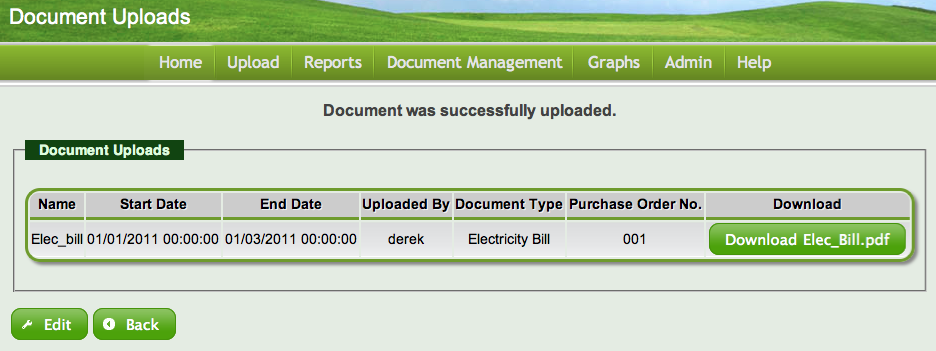 Document Uploads
Home Upload Reports Document Management Graphs Admin Help
Document was successfully uploaded.
Document Uploads
Name Start Date End Date Uploaded By Document Type Purchase Order No. Download
Elec_bill 01/01/2011 00:00:00 01/03/2011 00:00:00 derek Electricity Bill 001 Download Elec_Bill.pdf
Edit Back